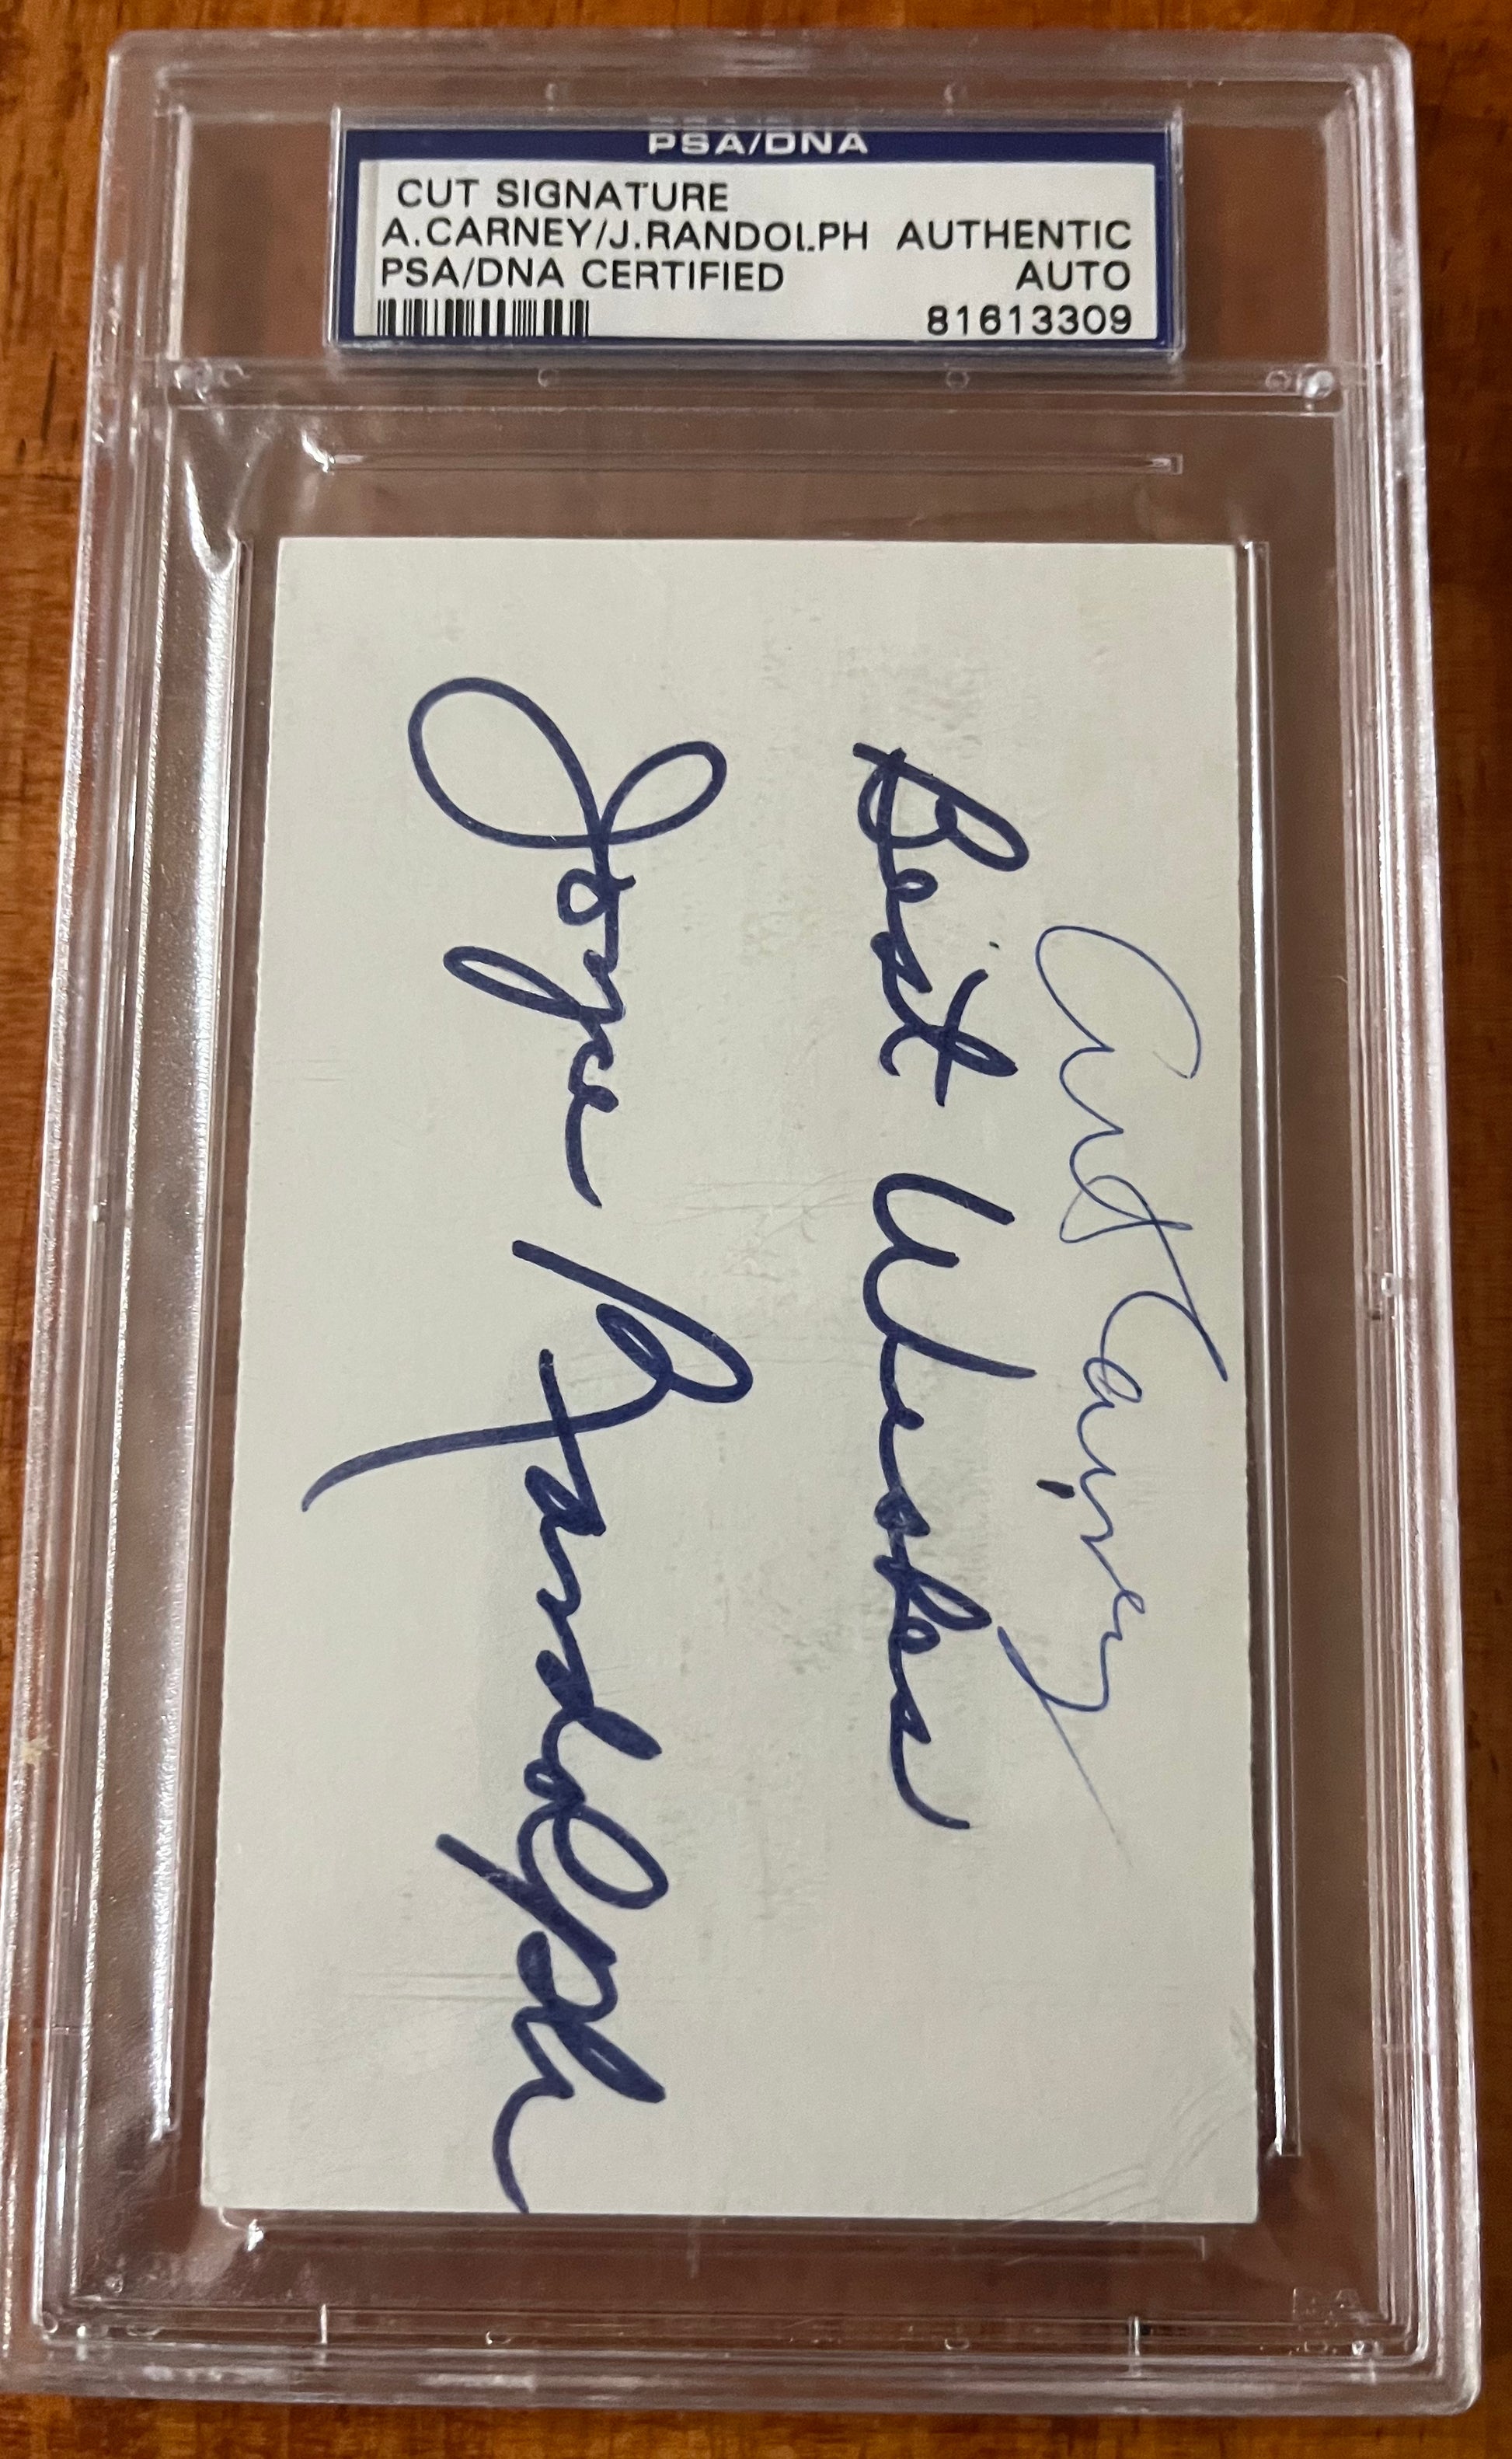 PSA/DNA
CUT SIGNATURE
A.CARNEY/J.RANDOLPH AUTHENTIC
PSA/DNA CERTIFIED AUTO
81613309
Art Carney
Best Wishes
Joyce Randolph